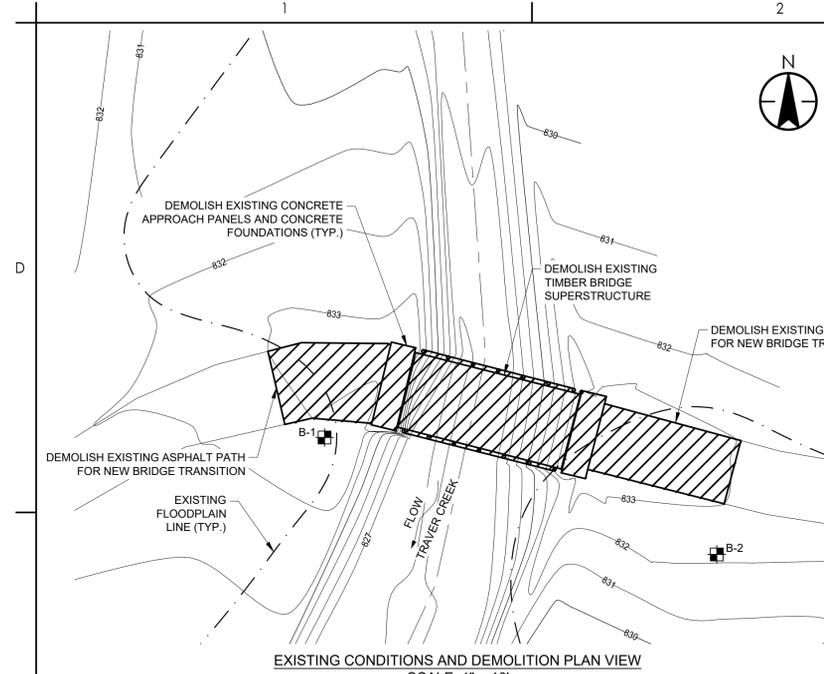 1
2
N
D
831
832
830
DEMOLISH EXISTING CONCRETE
APPROACH PANELS AND CONCRETE
FOUNDATIONS (TYP.)
831
832
DEMOLISH EXISTING
TIMBER BRIDGE
SUPERSTRUCTURE
833
832
DEMOLISH EXISTING
FOR NEW BRIDGE
B-1
DEMOLISH EXISTING ASPHALT PATH
FOR NEW BRIDGE TRANSITION
EXISTING
FLOODPLAIN
LINE (TYP.)
FLOW
TRAVER CREEK
827
833
832
B-2
831
830
EXISTING CONDITIONS AND DEMOLITION PLAN VIEW